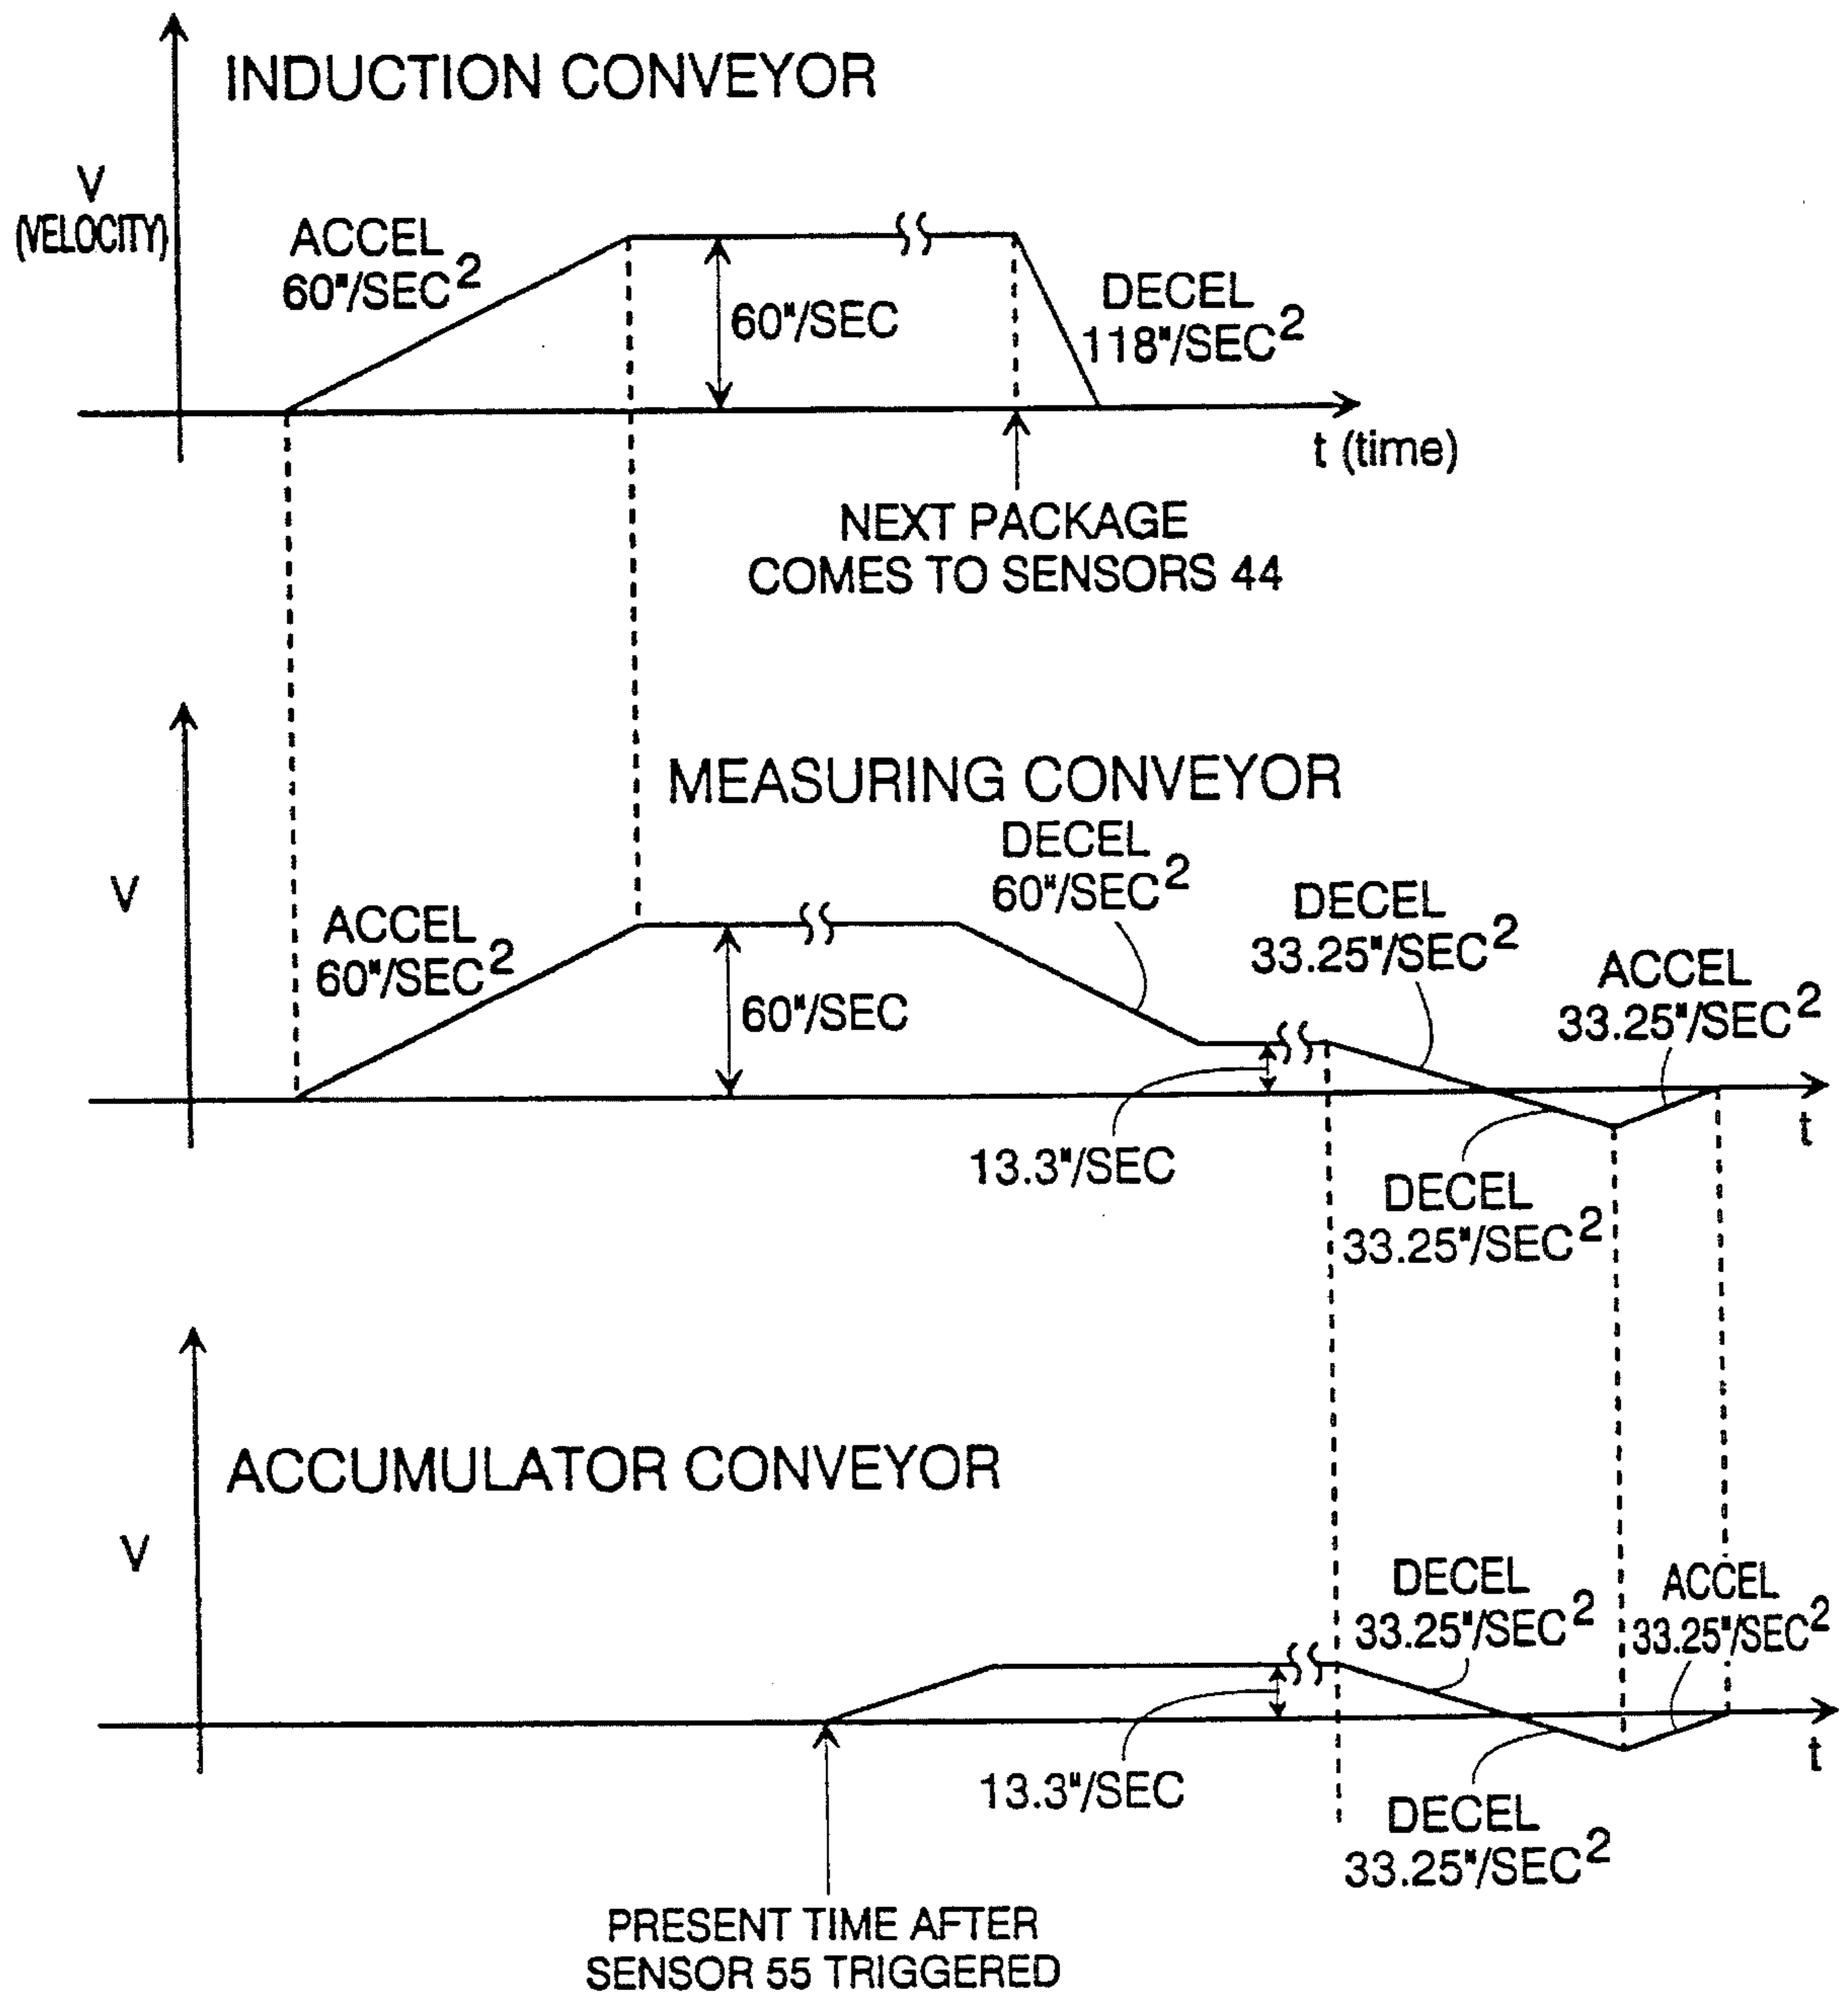 INDUCTION CONVEYOR
V
(VELOCITY)
ACCEL
60"/SEC²
60"/SEC
DECEL
118"/SEC²
t (time)
NEXT PACKAGE
COMES TO SENSORS 44
MEASURING CONVEYOR
V
ACCEL
60"/SEC²
60"/SEC
DECEL
60"/SEC²
DECEL
33.25"/SEC²
ACCEL
33.25"/SEC²
t
13.3"/SEC
DECEL
33.25"/SEC²
ACCUMULATOR CONVEYOR
V
DECEL
33.25"/SEC²
ACCEL
33.25"/SEC²
t
13.3"/SEC
DECEL
33.25"/SEC²
PRESENT TIME AFTER
SENSOR 55 TRIGGERED